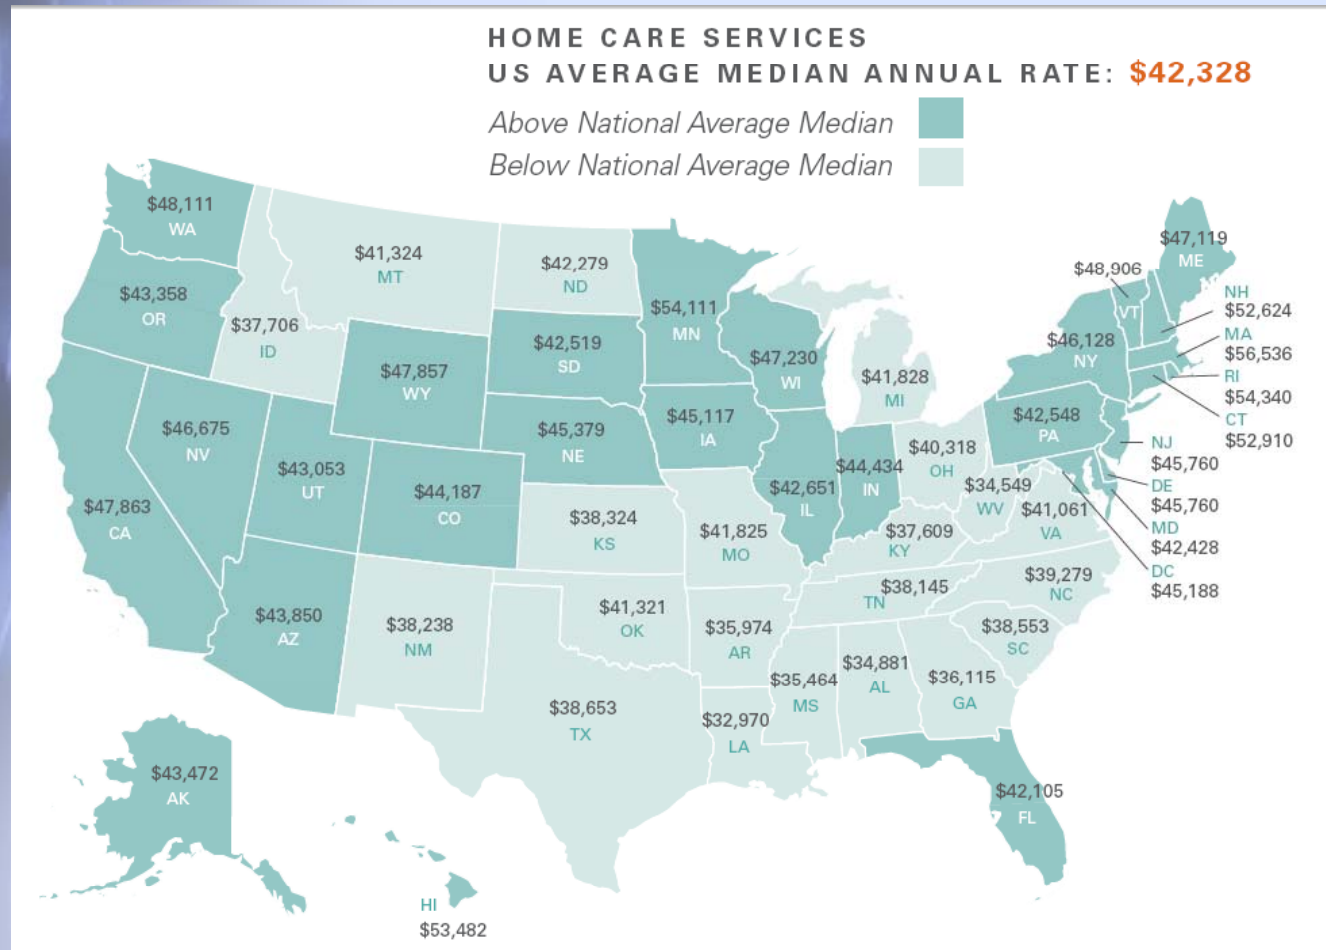 HOME CARE SERVICES
US AVERAGE MEDIAN ANNUAL RATE: $42,328
Above National Average Median
Below National Average Median
$48,111
WA
$43,358
OR
$37,706
ID
$41,324
MT
$42,279
ND
$54,111
MN
$42,519
SD
$47,857
WY
$47,230
WI
$41,828
MI
$47,119
ME
$48,906
VT
NH
$52,624
MA
$56,536
RI
$54,340
CT
$52,910
$46,128
NY
$42,548
PA
NJ
$45,760
DE
$45,760
MD
$42,428
DC
$45,188
$46,675
NV
$43,053
UT
$44,187
CO
$45,379
NE
$45,117
IA
$42,651
IL
$44,434
IN
$40,318
OH
$34,549
WV
$41,061
VA
$47,863
CA
$38,324
KS
$41,825
MO
$37,609
KY
$38,145
TN
$39,279
NC
$38,553
SC
$43,850
AZ
$38,238
NM
$41,321
OK
$35,974
AR
$35,464
MS
$34,881
AL
$36,115
GA
$38,653
TX
$32,970
LA
$42,105
FL
$43,472
AK
HI
$53,482